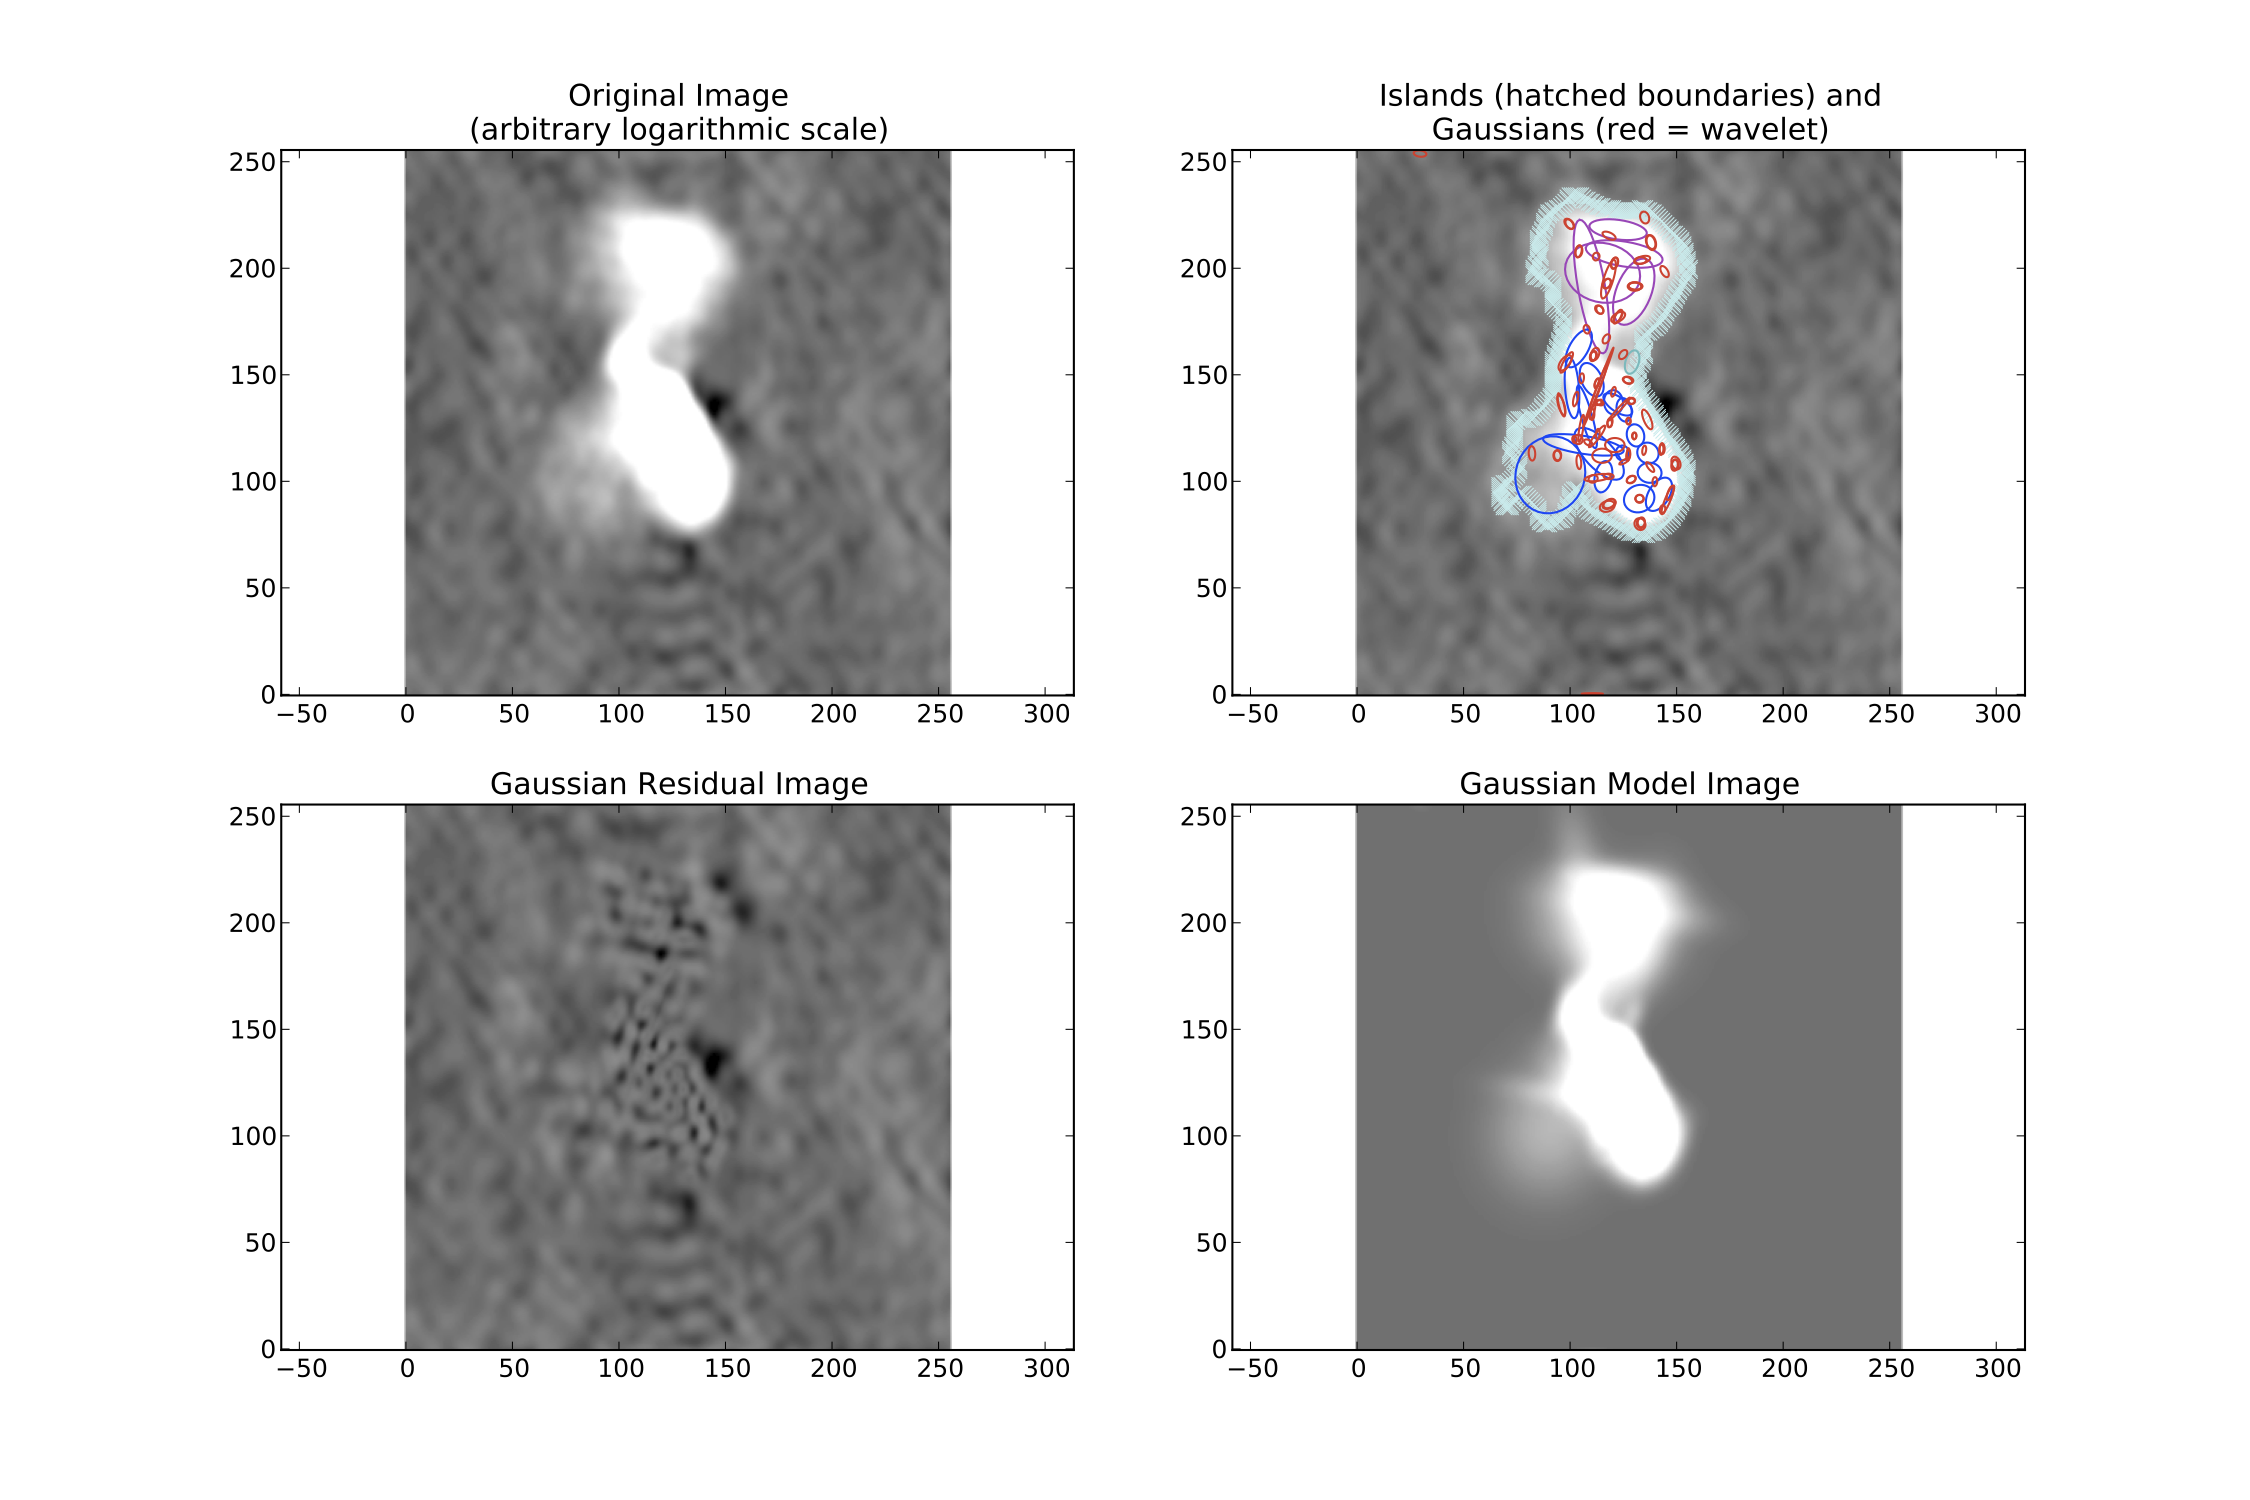 Original Image
(arbitrary logarithmic scale)
250
200
150
100
50
0
−50 0 50 100 150 200 250 300
Islands (hatched boundaries) and
Gaussians (red = wavelet)
250
200
150
100
50
0
−50 0 50 100 150 200 250 300
Gaussian Residual Image
250
200
150
100
50
0
−50 0 50 100 150 200 250 300
Gaussian Model Image
250
200
150
100
50
0
−50 0 50 100 150 200 250 300